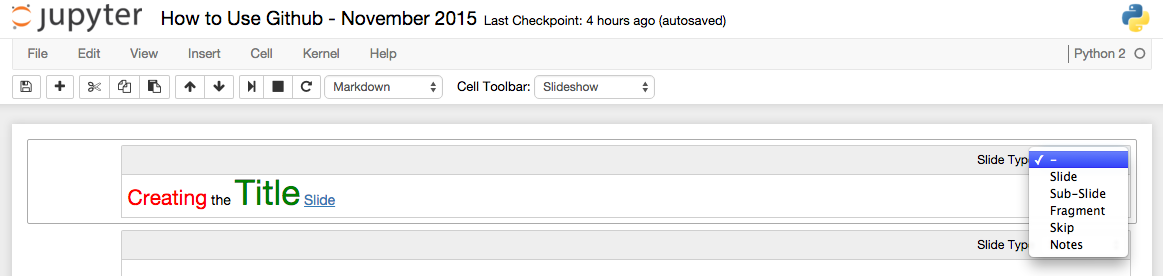 jupyter How to Use Github - November 2015 Last Checkpoint: 4 hours ago (autosaved)
File Edit View Insert Cell Kernel Help Python 2
Markdown Cell Toolbar: Slideshow
Slide Typ ✓ -
Creating the Title Slide
Slide
Sub-Slide
Fragment
Skip
Slide Typ Notes